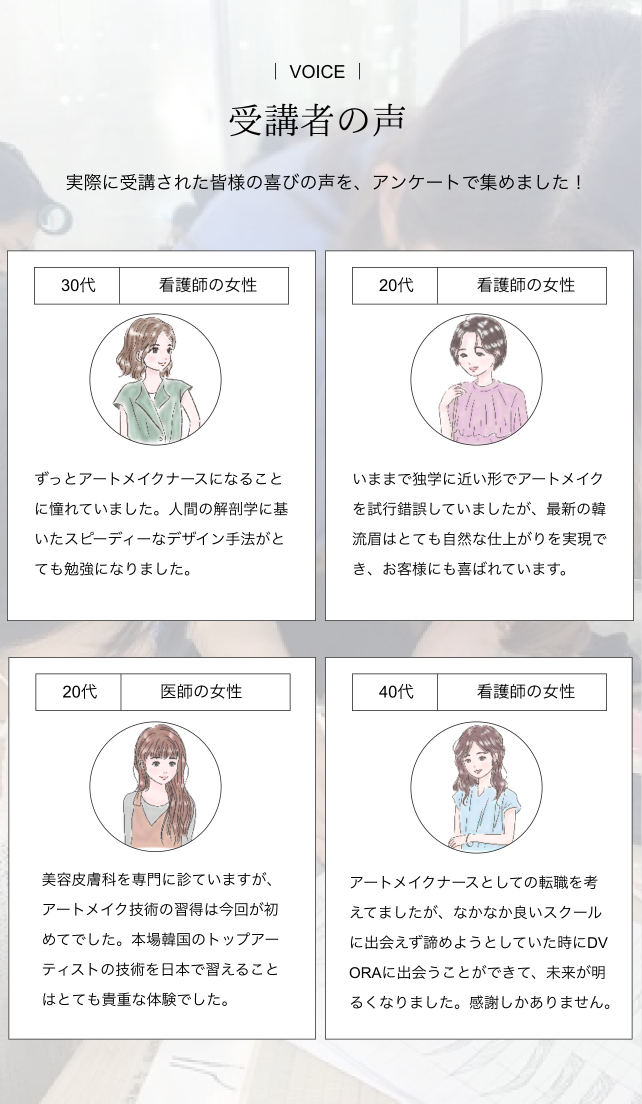 VOICE
受講者の声
実際に受講された皆様の喜びの声を、アンケートで集めました！
30代 看護師の女性
ずっとアートメイクナースになること
に憧れていました。人間の解剖学に基
いたスピーディーなデザイン手法がと
ても勉強になりました。
20代 看護師の女性
いままで独学に近い形でアートメイク
を試行錯誤していましたが、最新の韓
流眉はとても自然な仕上がりを実現で
き、お客様にも喜ばれています。
20代 医師の女性
美容皮膚科を専門に診ていますが、
アートメイク技術の習得は今回が初
めてでした。本場韓国のトップアー
ティストの技術を日本で習えること
はとても貴重な体験でした。
40代 看護師の女性
アートメイクナースとしての転職を考
えてましたが、なかなか良いスクール
に出会えず諦めようとしていた時にDV
ORAに出会うことができて、未来が明
るくなりました。感謝しかありません。